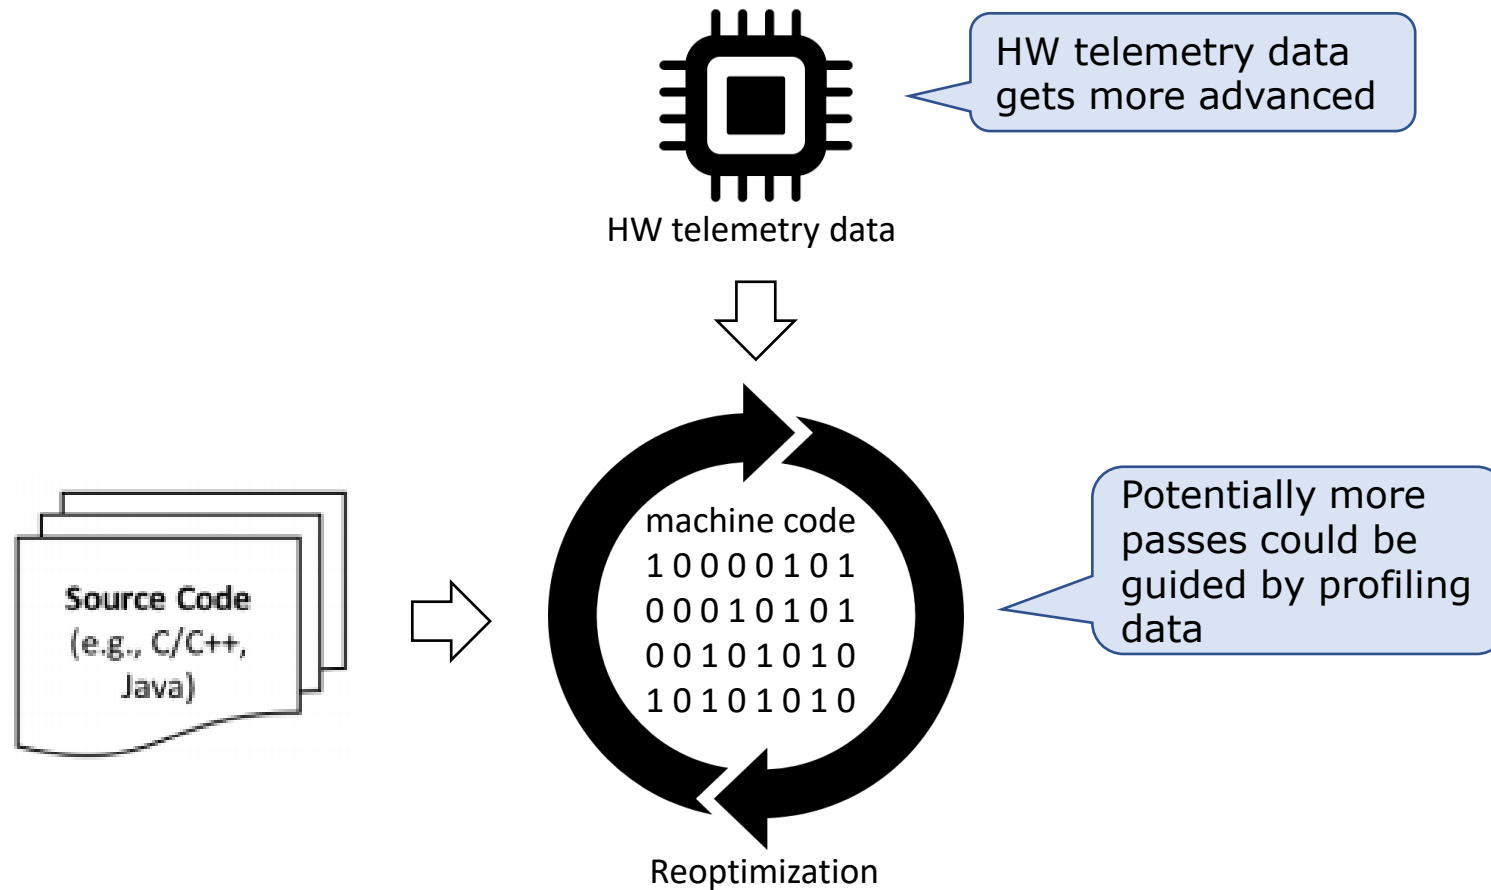 HW telemetry data
gets more advanced
HW telemetry data
Source Code
(e.g., C/C++,
Java)
machine code
1 0 0 0 0 1 0 1
0 0 0 1 0 1 0 1
0 0 1 0 1 0 1 0
1 0 1 0 1 0 1 0
Potentially more
passes could be
guided by profiling
data
Reoptimization